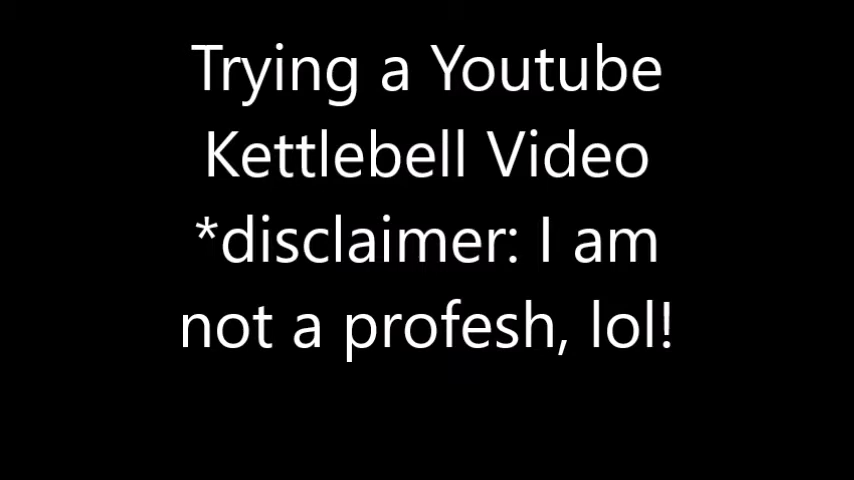 Trying a Youtube
Kettlebell Video
*disclaimer: I am
not a profesh, lol!